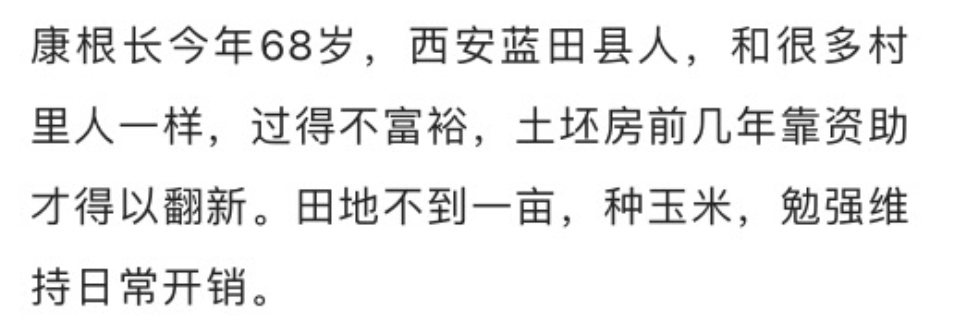 康根长今年68岁，西安蓝田县人，和很多村
里人一样，过得不富裕，土坯房前几年靠资助
才得以翻新。田地不到一亩，种玉米，勉强维
持日常开销。